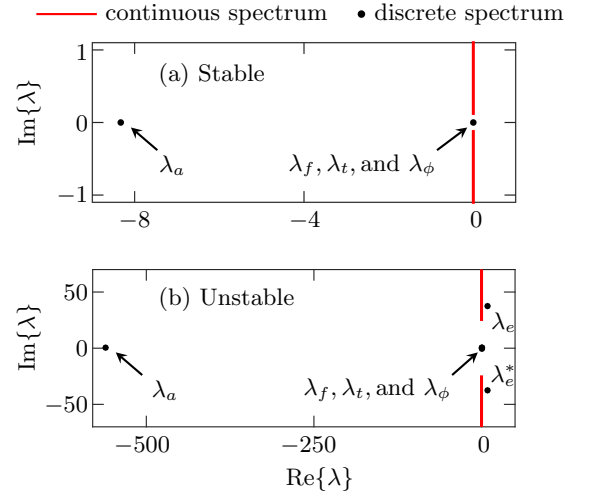 continuous spectrum discrete spectrum
(a) Stable
Im{λ}
1
0
−1
λ_a
λ_f, λ_t, and λ_ϕ
−8 −4 0
(b) Unstable
Im{λ}
50
0
−50
λ_e
λ_e^*
λ_a
λ_f, λ_t, and λ_ϕ
−500 −250 0
Re{λ}